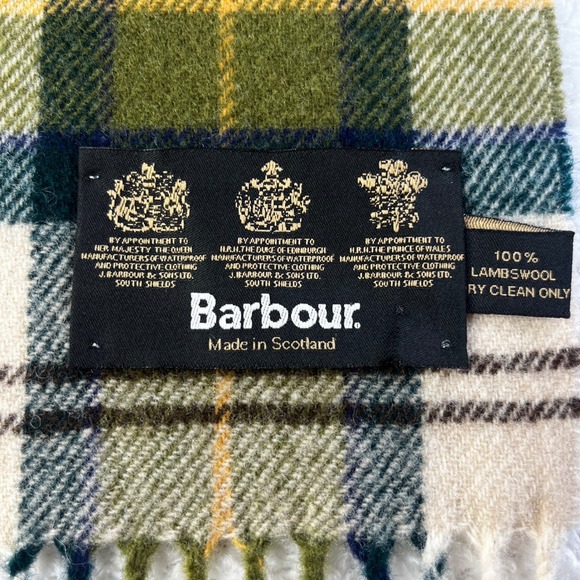 BY APPOINTMENT TO
HER MAJESTY THE QUEEN
MANUFACTURERS OF WATERPROOF
AND PROTECTIVE CLOTHING
J. BARBOUR & SONS LTD.
SOUTH SHIELDS
BY APPOINTMENT TO
H.R.H. THE DUKE OF EDINBURGH
MANUFACTURERS OF WATERPROOF
AND PROTECTIVE CLOTHING
J. BARBOUR & SONS LTD.
SOUTH SHIELDS
BY APPOINTMENT TO
H.R.H. THE PRINCE OF WALES
MANUFACTURERS OF WATERPROOF
AND PROTECTIVE CLOTHING
J. BARBOUR & SONS LTD.
SOUTH SHIELDS
Barbour.
Made in Scotland
100%
LAMBSWOOL
RY CLEAN ONLY